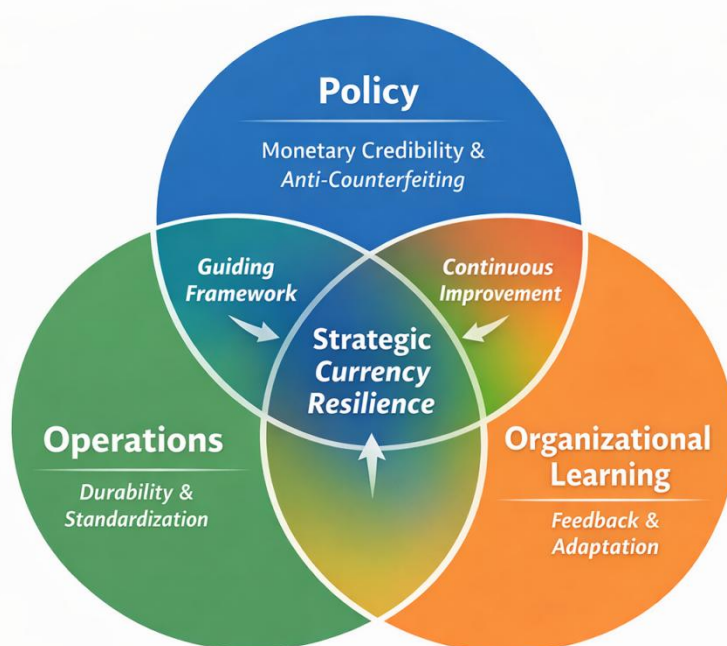 Policy
Monetary Credibility &
Anti-Counterfeiting
Guiding
Framework
Continuous
Improvement
Strategic
Currency
Resilience
Operations
Durability &
Standardization
Organizational
Learning
Feedback &
Adaptation